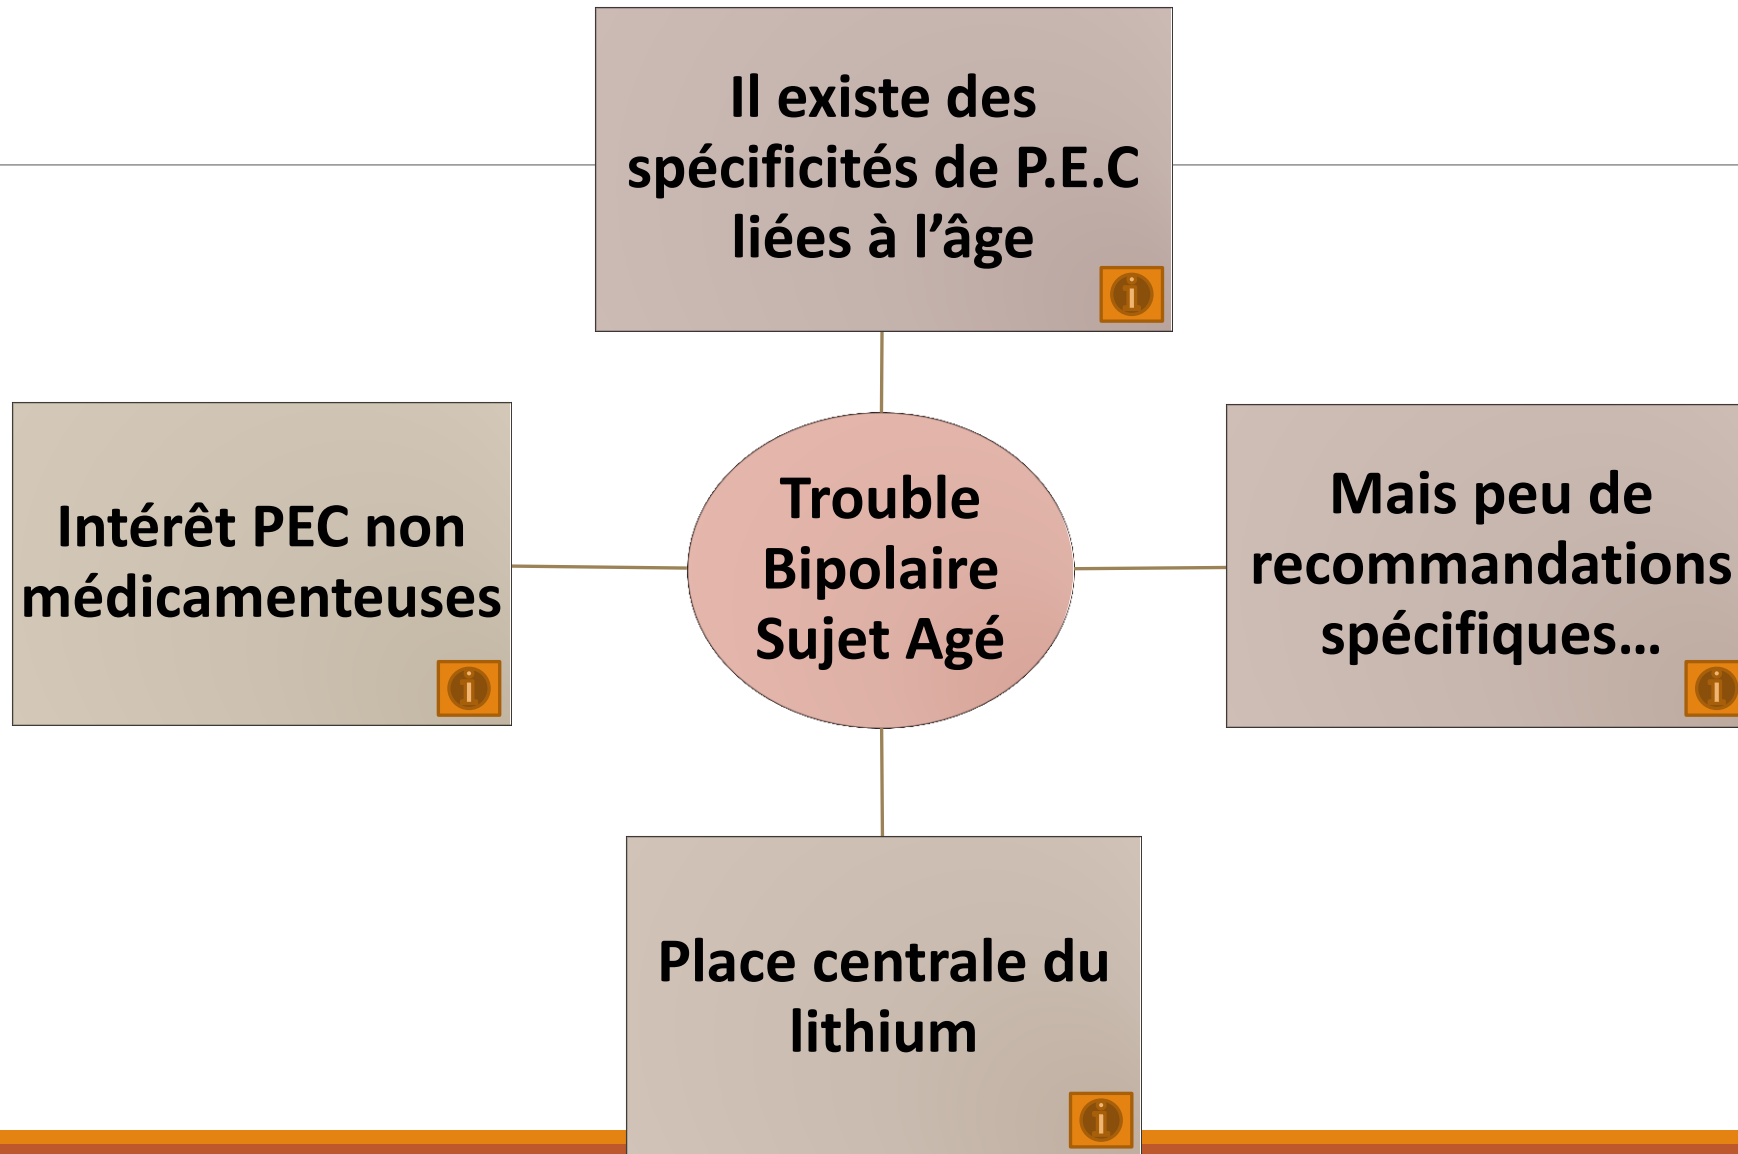 Il existe des
spécificités de P.E.C
liées à l’âge
Intérêt PEC non
médicamenteuses
Trouble
Bipolaire
Sujet Agé
Mais peu de
recommandations
spécifiques…
Place centrale du
lithium